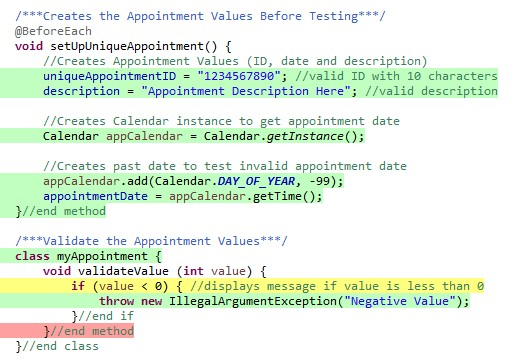 /***Creates the Appointment Values Before Testing***/
@BeforeEach
void setUpUniqueAppointment() {
//Creates Appointment Values (ID, date and description)
uniqueAppointmentID = "1234567890"; //valid ID with 10 characters
description = "Appointment Description Here"; //valid description
//Creates Calendar instance to get appointment date
Calendar appCalendar = Calendar.getInstance();
//Creates past date to test invalid appointment date
appCalendar.add(Calendar.DAY_OF_YEAR, -99);
appointmentDate = appCalendar.getTime();
}//end method
/***Validate the Appointment Values***/
class myAppointment {
void validateValue (int value) {
if (value < 0) { //displays message if value is less than 0
throw new IllegalArgumentException("Negative Value");
}//end if
}//end method
}//end class